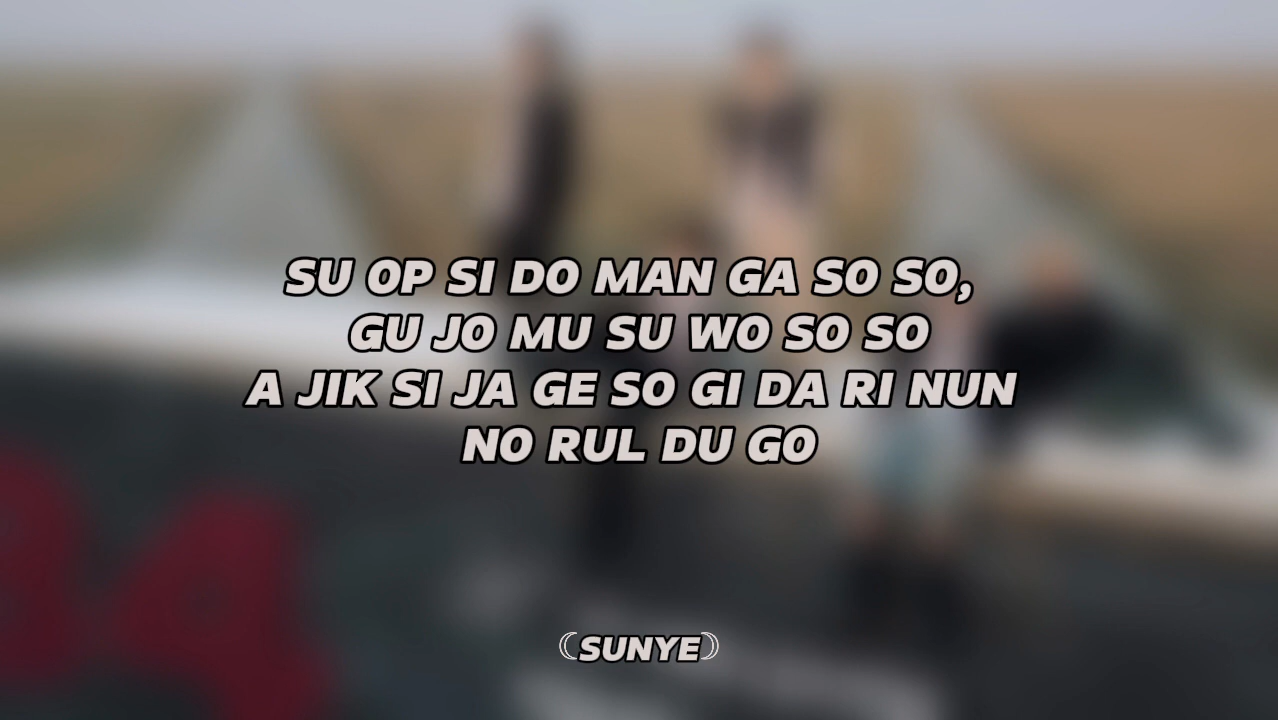 SU OP SI DO MAN GA SO SO,
GU JO MU SU WO SO SO
A JIK SI JA GE SO GI DA RI NUN
NO RUL DU GO
☾SUNYE☽